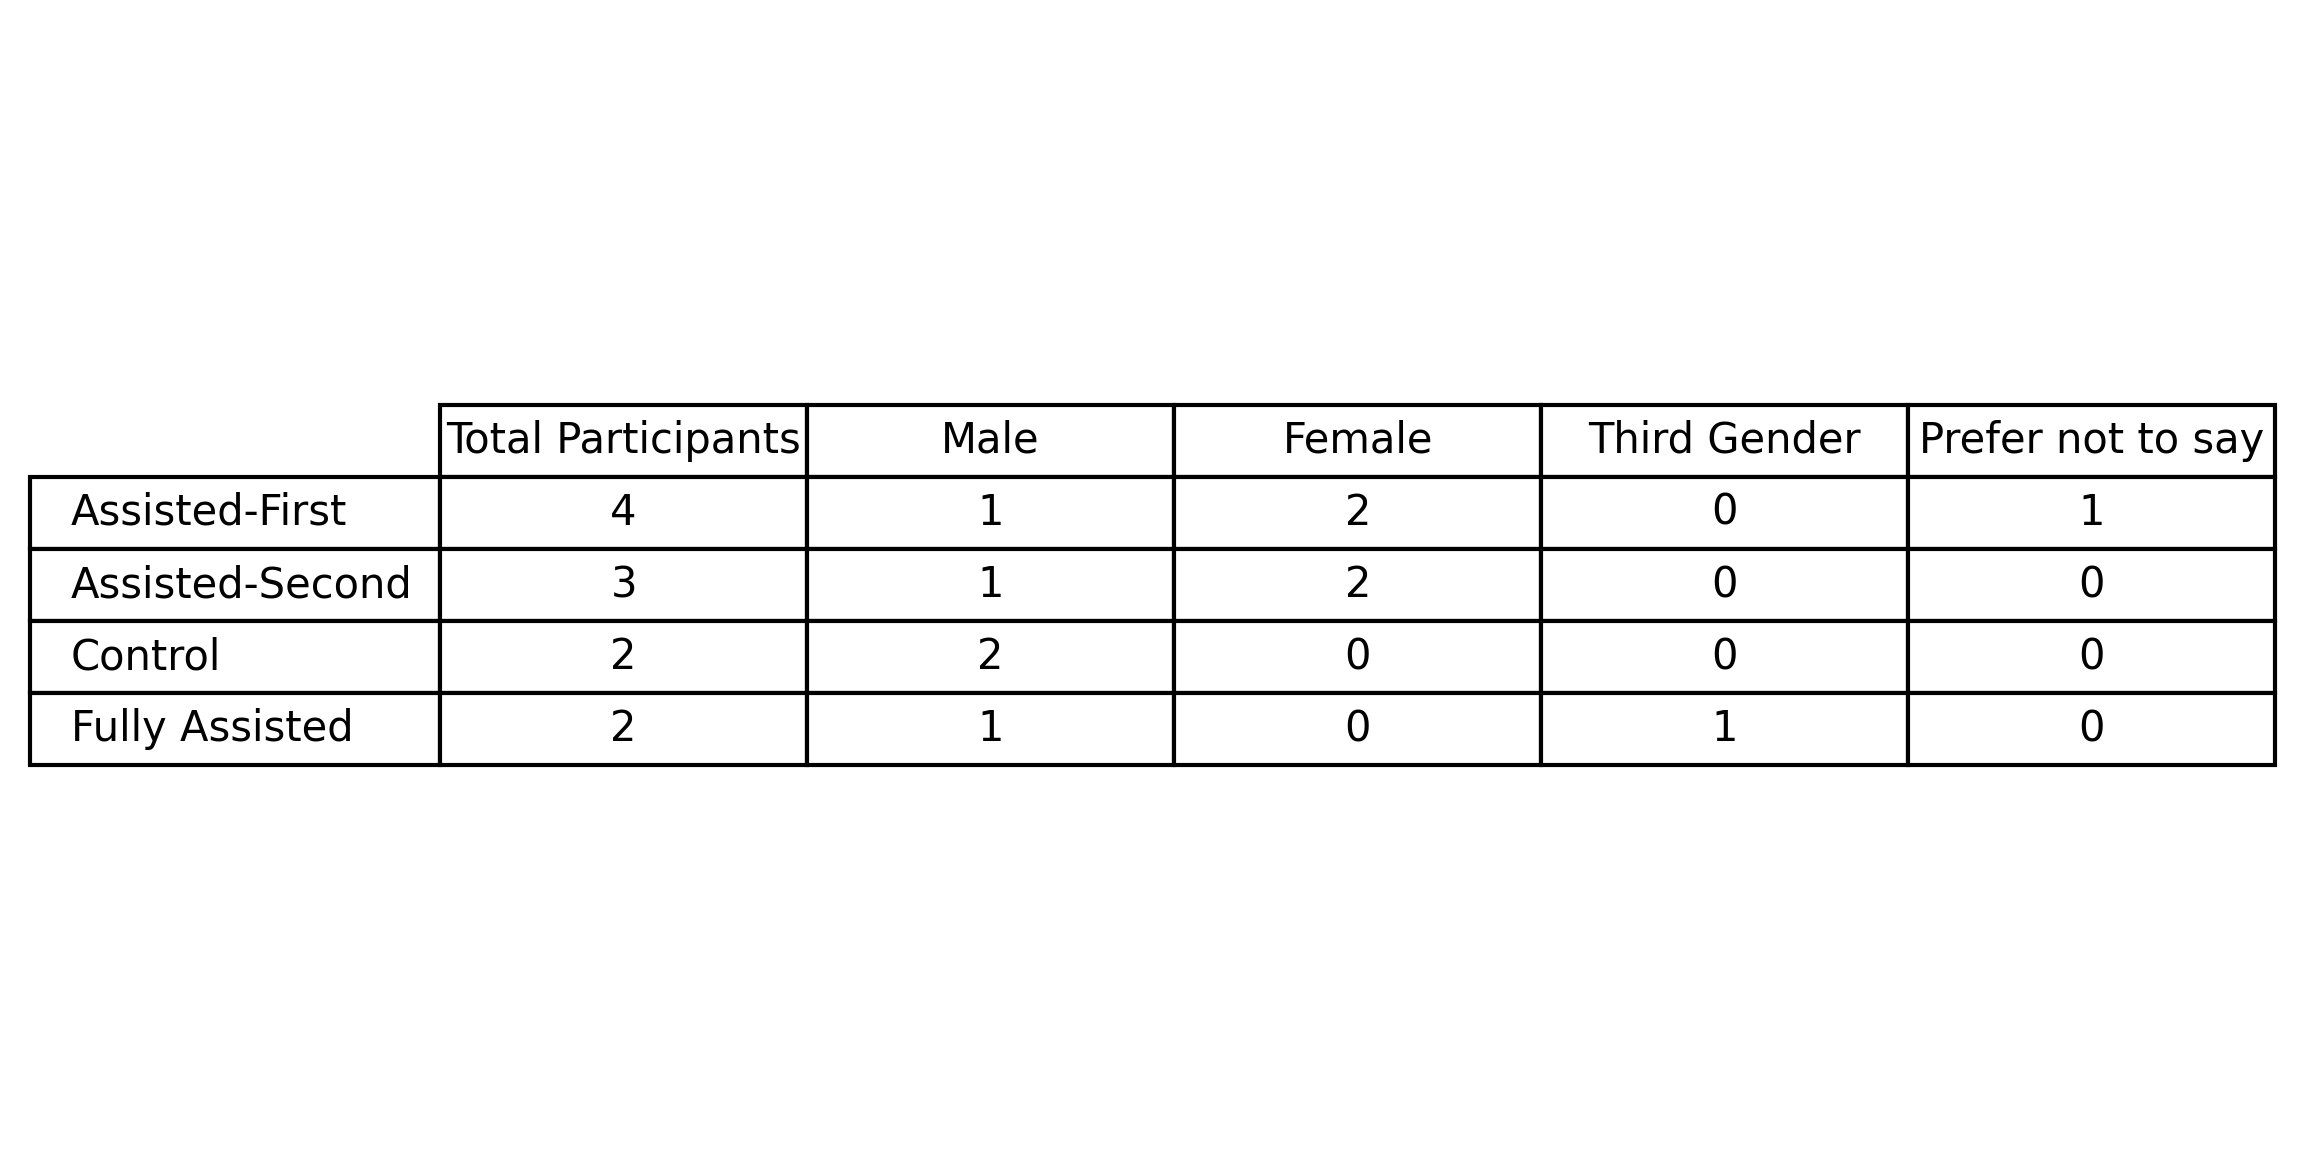 Total Participants Male Female Third Gender Prefer not to say
Assisted-First 4 1 2 0 1
Assisted-Second 3 1 2 0 0
Control 2 2 0 0 0
Fully Assisted 2 1 0 1 0